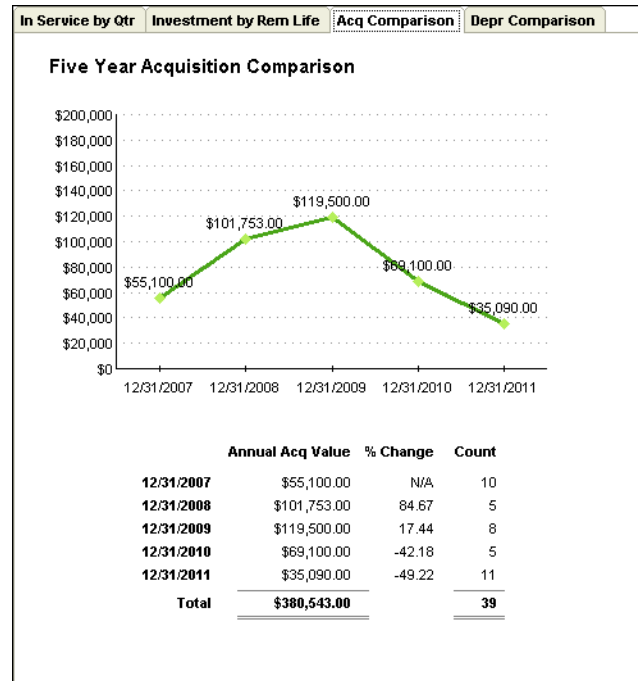 In Service by Qtr Investment by Rem Life Acq Comparison Depr Comparison
Five Year Acquisition Comparison
$200,000
$180,000
$160,000
$140,000
$120,000
$100,000
$80,000
$60,000
$40,000
$20,000
$0
$55,100.00
$101,753.00
$119,500.00
$69,100.00
$35,090.00
12/31/2007 12/31/2008 12/31/2009 12/31/2010 12/31/2011
Annual Acq Value % Change Count
12/31/2007 $55,100.00 N/A 10
12/31/2008 $101,753.00 84.67 5
12/31/2009 $119,500.00 17.44 8
12/31/2010 $69,100.00 -42.18 5
12/31/2011 $35,090.00 -49.22 11
Total $380,543.00 39